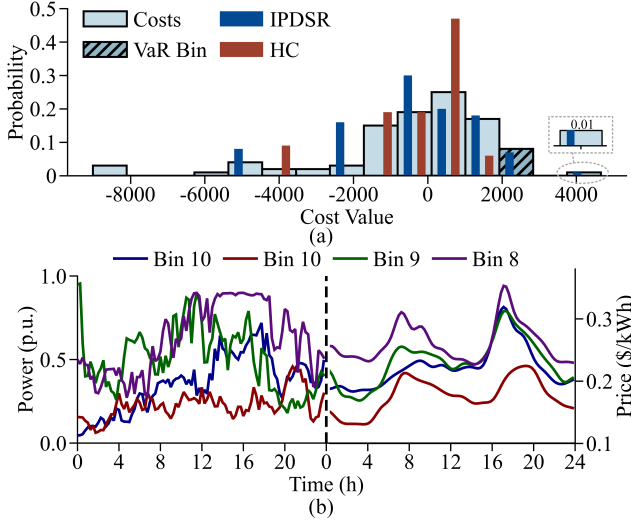 Costs
IPDSR
VaR Bin
HC
Probability
0.5
0.4
0.3
0.2
0.1
0
0.01
-8000 -6000 -4000 -2000 0 2000 4000
Cost Value
(a)
Bin 10 Bin 10 Bin 9 Bin 8
Power (p.u.)
1.0
0.5
0.0
Price ($/kWh)
0.3
0.2
0.1
0 4 8 12 16 20 0 4 8 12 16 20 24
Time (h)
(b)